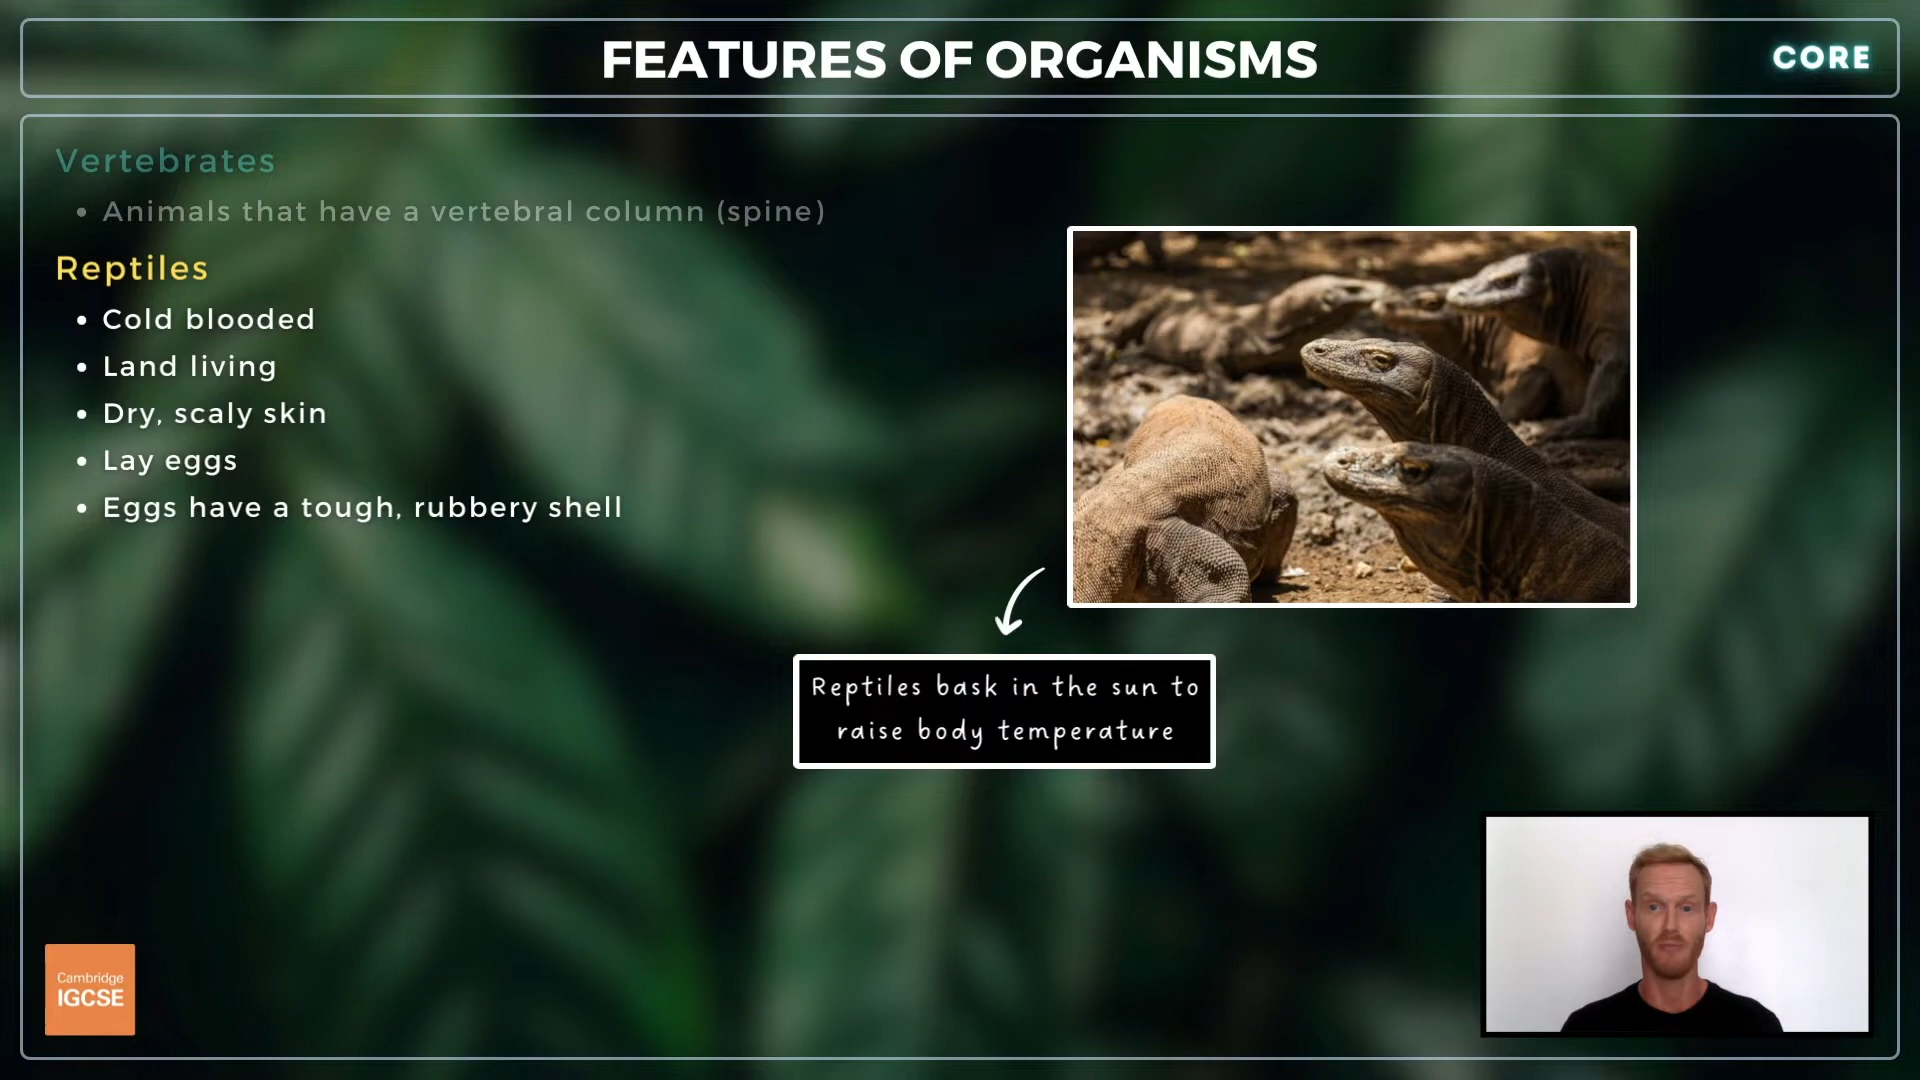 FEATURES OF ORGANISMS
CORE
Vertebrates
• Animals that have a vertebral column (spine)
Reptiles
• Cold blooded
• Land living
• Dry, scaly skin
• Lay eggs
• Eggs have a tough, rubbery shell
Reptiles bask in the sun to
raise body temperature
Cambridge
IGCSE